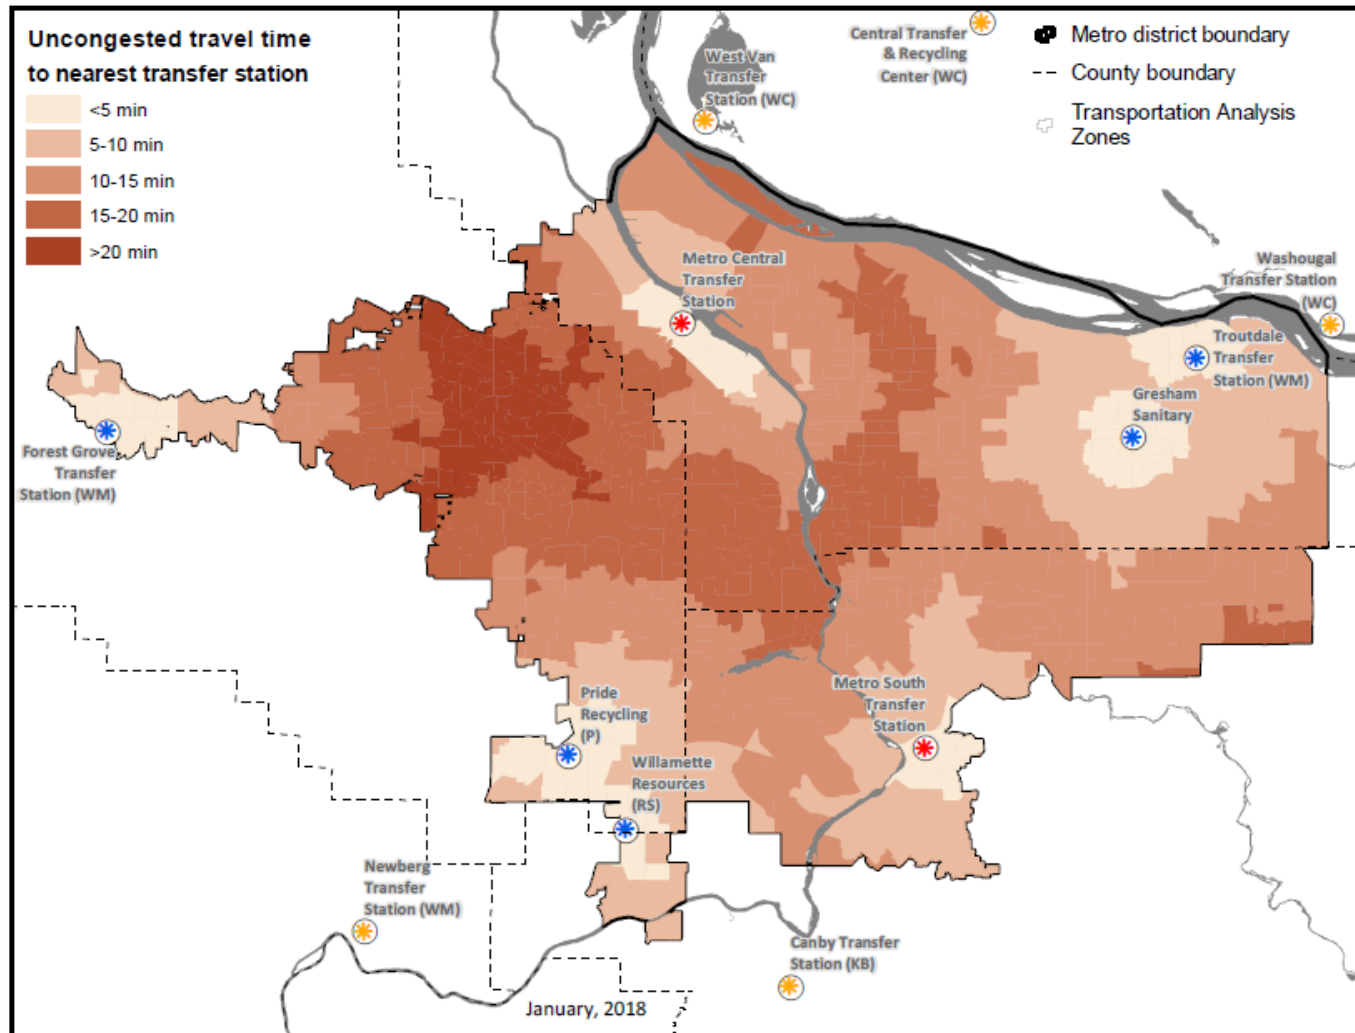 Uncongested travel time
to nearest transfer station
<5 min
5-10 min
10-15 min
15-20 min
>20 min
West Van
Transfer
Station (WC)
Central Transfer
& Recycling
Center (WC)
Metro district boundary
County boundary
Transportation Analysis
Zones
Metro Central
Transfer
Station
Washougal
Transfer Station
(WC)
Troutdale
Transfer
Station (WM)
Gresham
Sanitary
Forest Grove
Transfer
Station (WM)
Metro South
Transfer
Station
Pride
Recycling
(P)
Willamette
Resources
(RS)
Newberg
Transfer
Station (WM)
Canby Transfer
Station (KB)
January, 2018